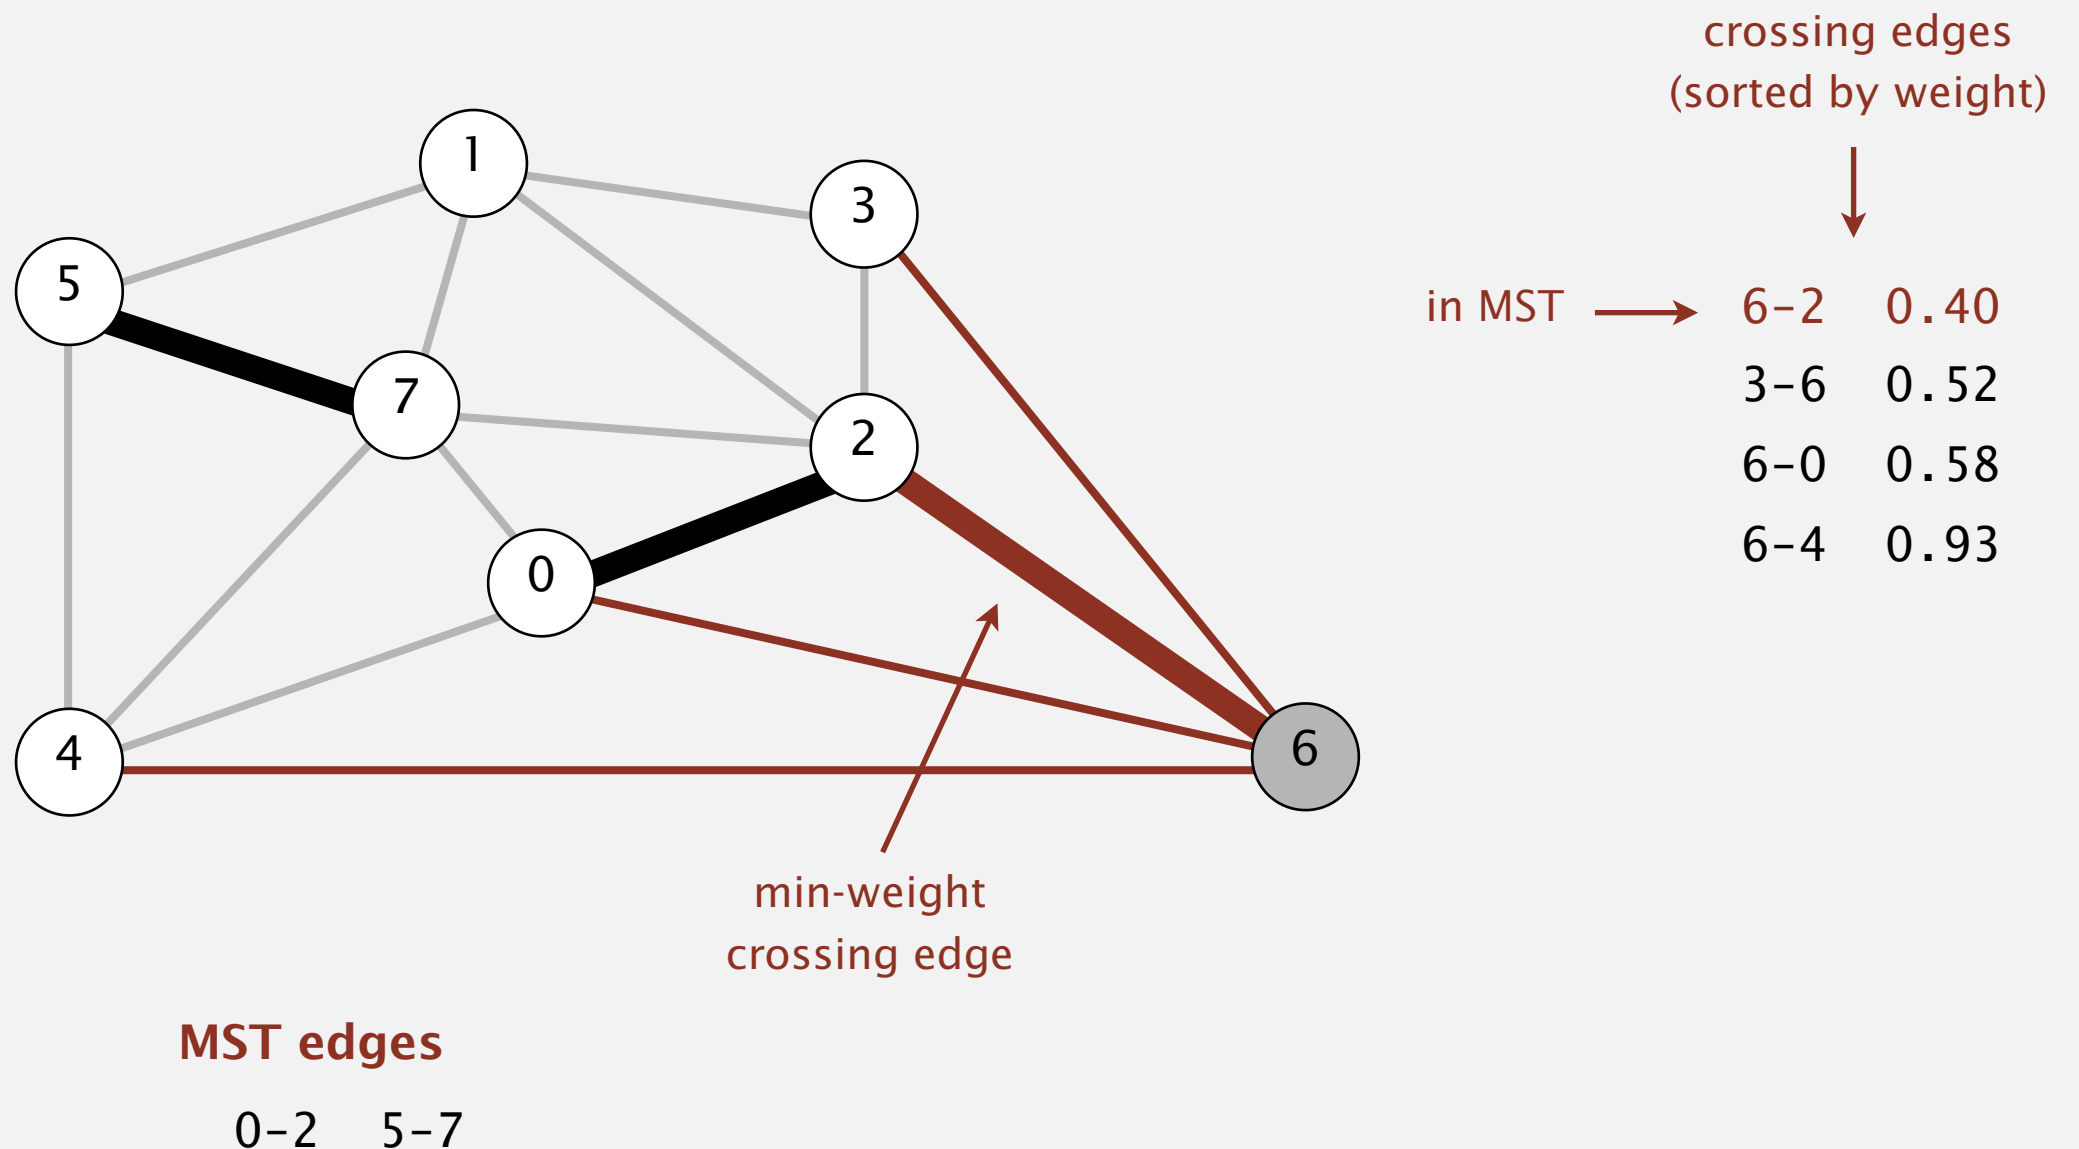 crossing edges
(sorted by weight)
1
3
5
in MST
6-2 0.40
7
3-6 0.52
2
6-0 0.58
0
6-4 0.93
4
6
min-weight
crossing edge
MST edges
0-2 5-7